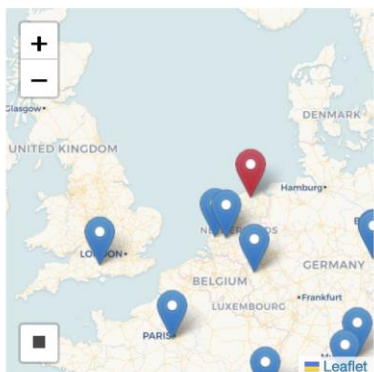 +
−
Glasgow
DENMARK
UNITED KINGDOM
Hamburg
LONDON
BELGIUM
GERMANY
LUXEMBOURG
Frankfurt
PARIS
Leaflet